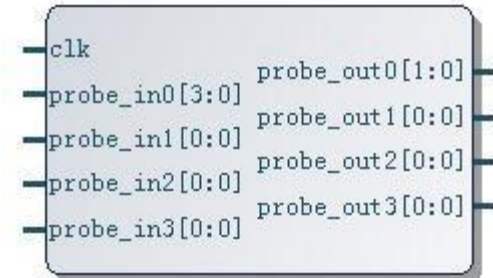 clk
probe_in0[3:0]
probe_in1[0:0]
probe_in2[0:0]
probe_in3[0:0]
probe_out0[1:0]
probe_out1[0:0]
probe_out2[0:0]
probe_out3[0:0]